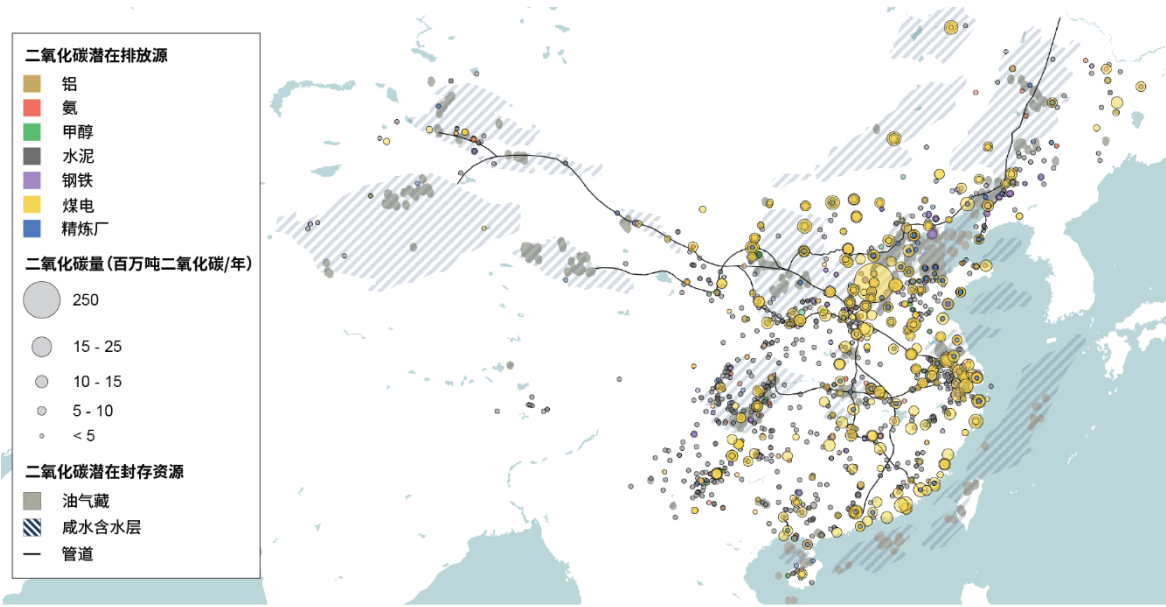 二氧化碳潜在排放源
铝
氨
甲醇
水泥
钢铁
煤电
精炼厂
二氧化碳量(百万吨二氧化碳/年)
250
15 - 25
10 - 15
5 - 10
< 5
二氧化碳潜在封存资源
油气藏
咸水含水层
管道